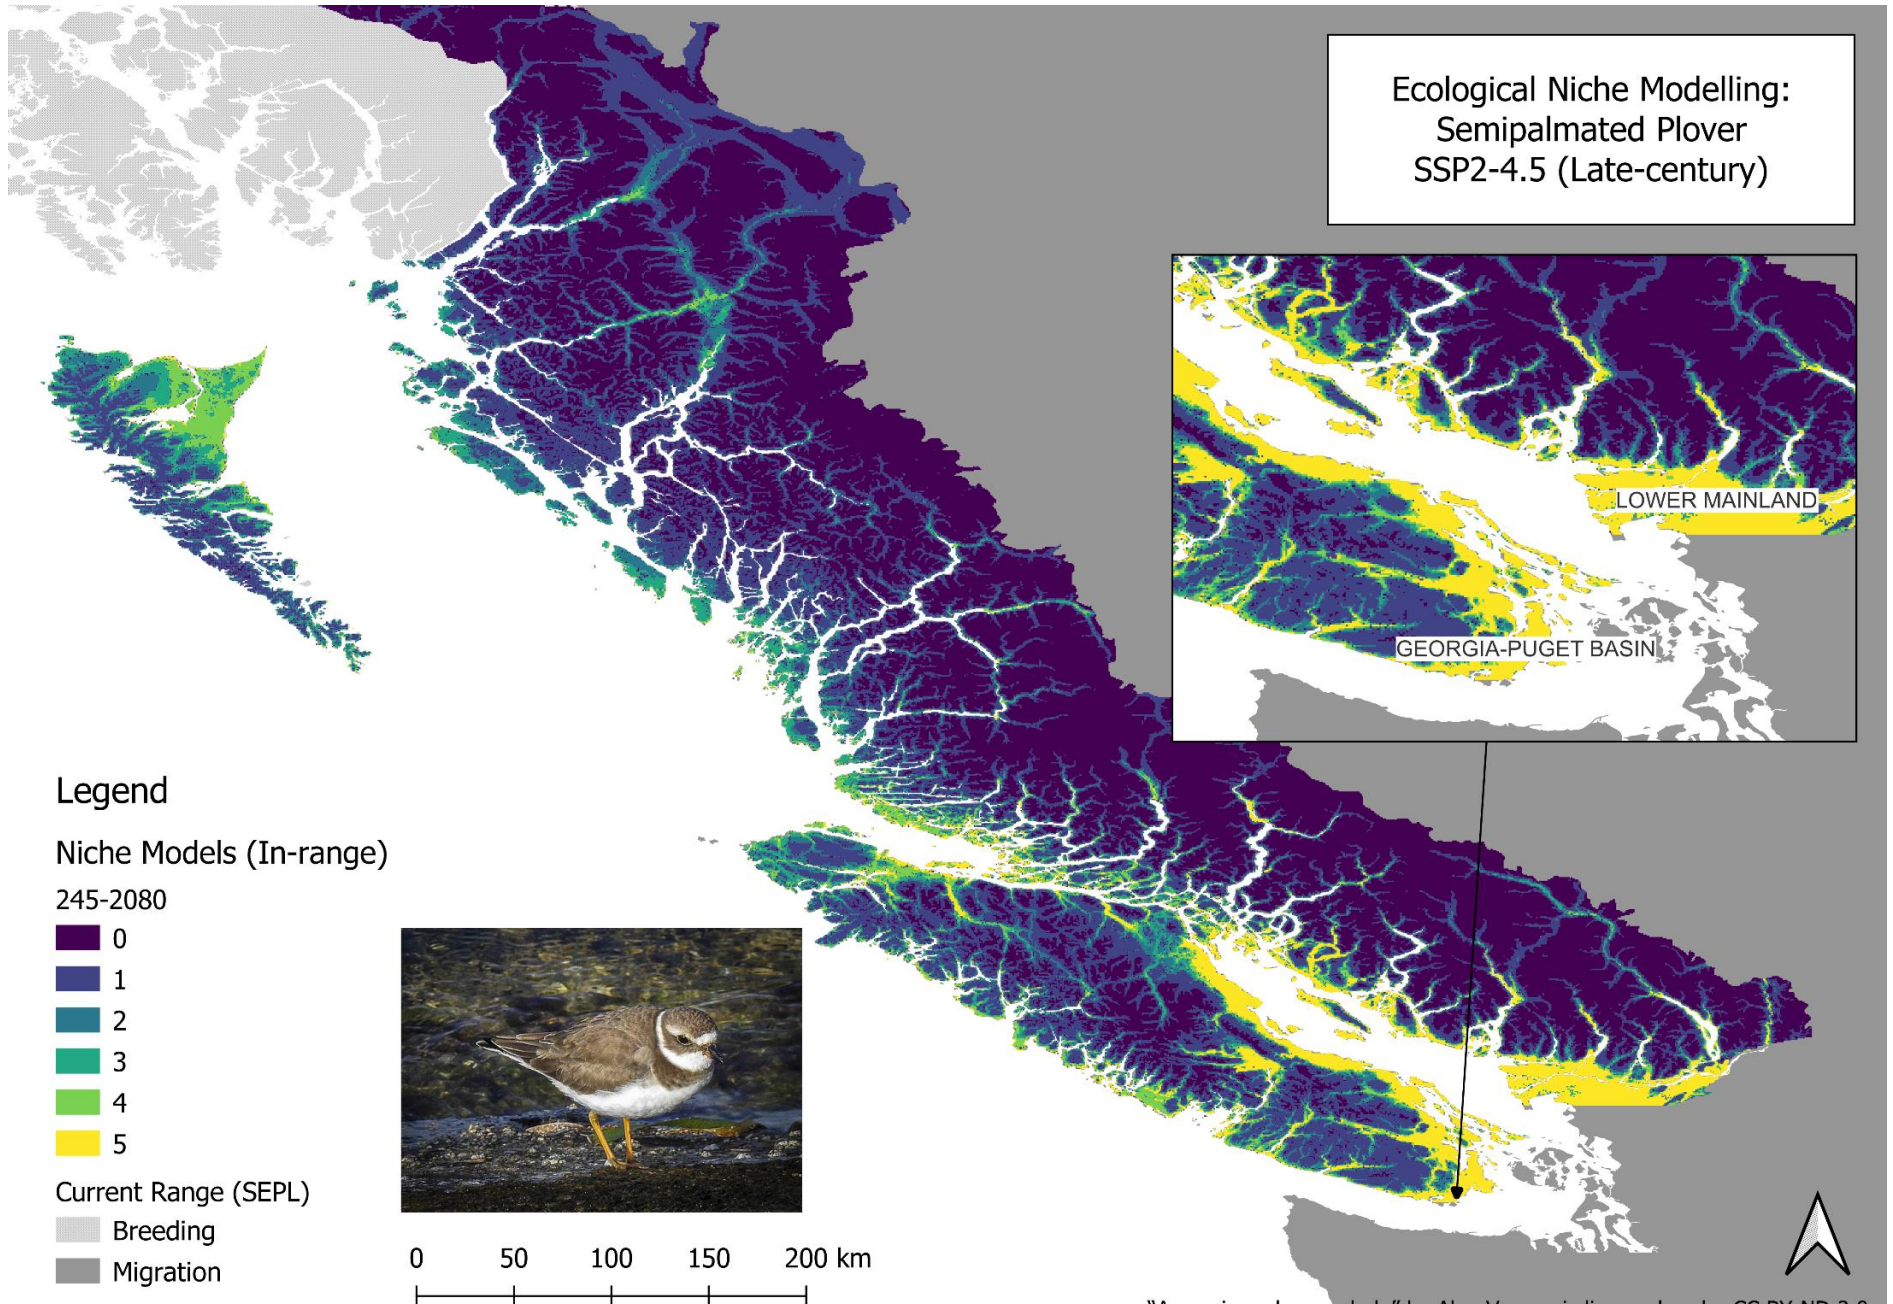 Ecological Niche Modelling:
Semipalmated Plover
SSP2-4.5 (Late-century)
LOWER MAINLAND
GEORGIA-PUGET BASIN
Legend
Niche Models (In-range)
245-2080
0
1
2
3
4
5
Current Range (SEPL)
Breeding
Migration
0 50 100 150 200 km